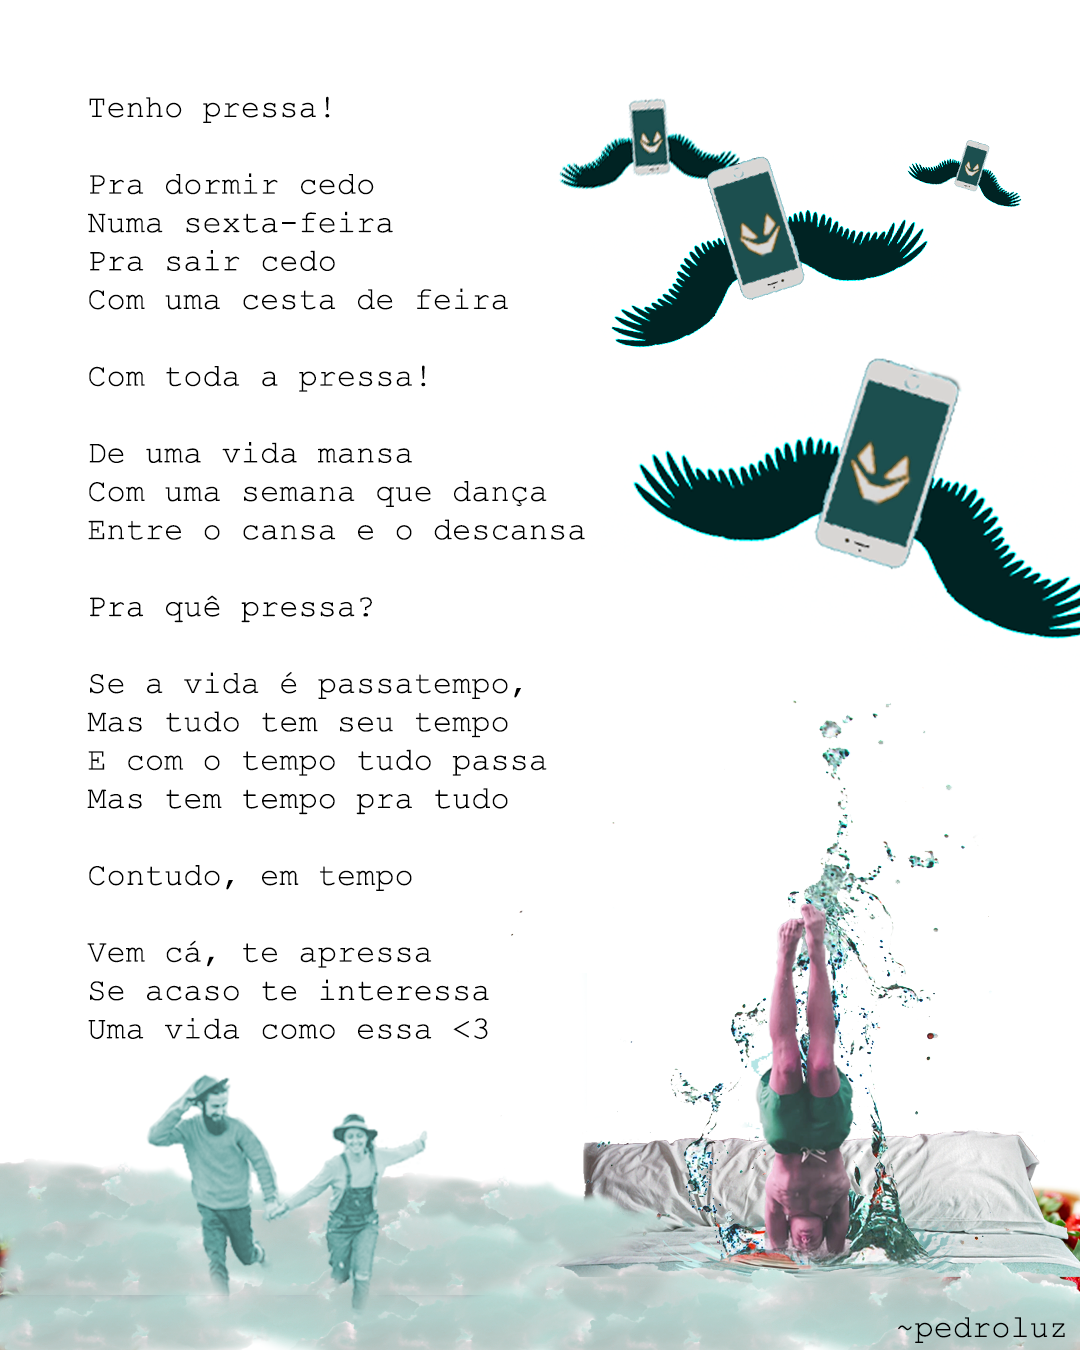 Tenho pressa!
Pra dormir cedo
Numa sexta-feira
Pra sair cedo
Com uma cesta de feira
Com toda a pressa!
De uma vida mansa
Com uma semana que dança
Entre o cansa e o descansa
Pra quê pressa?
Se a vida é passatempo,
Mas tudo tem seu tempo
E com o tempo tudo passa
Mas tem tempo pra tudo
Contudo, em tempo
Vem cá, te apressa
Se acaso te interessa
Uma vida como essa <3
~pedroluz